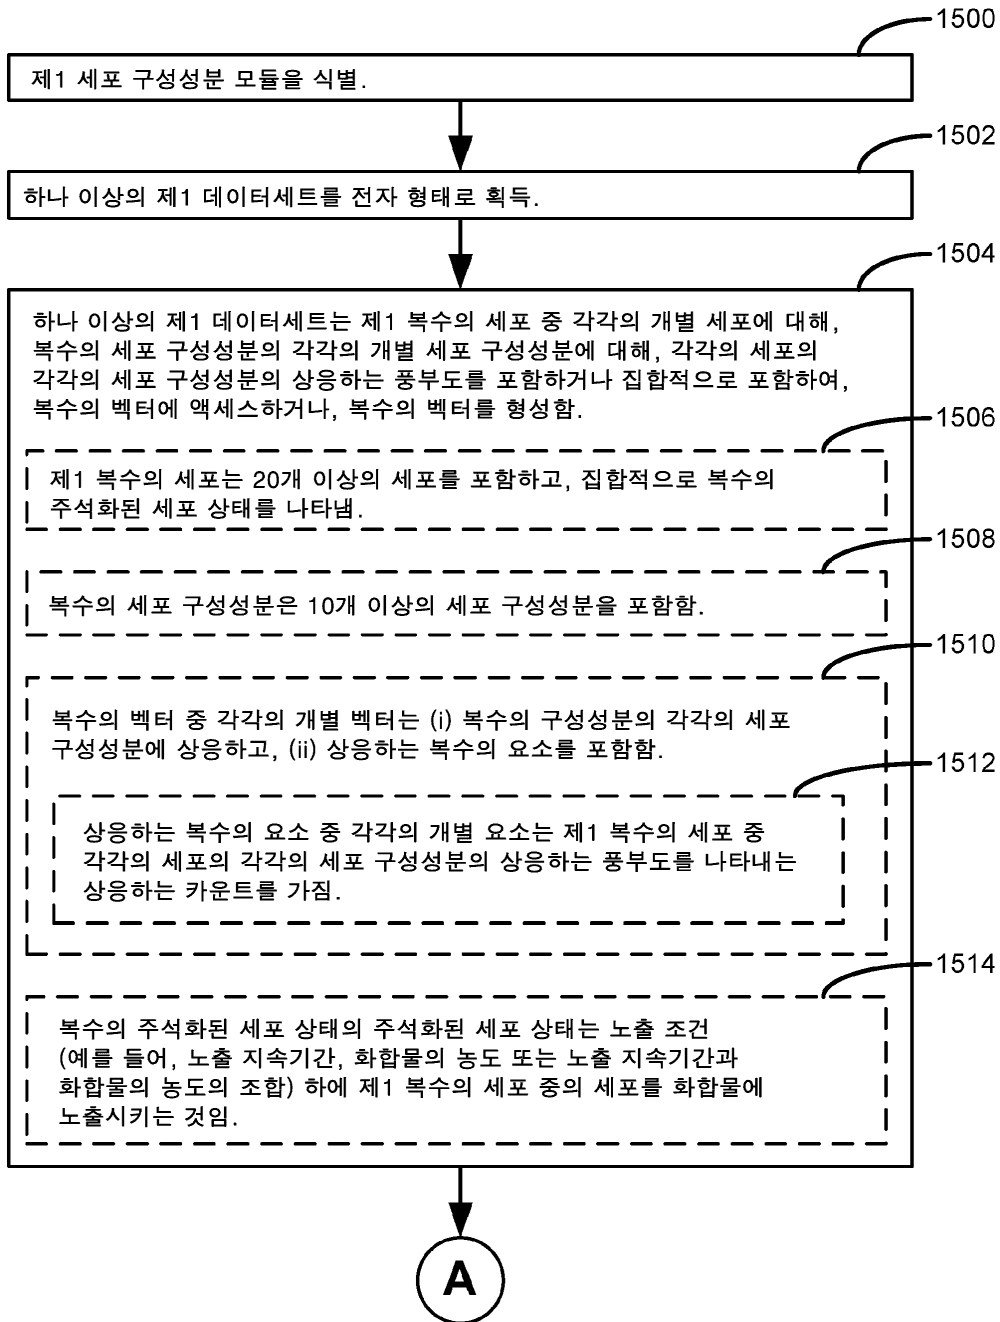 1500
제1 세포 구성성분 모듈을 식별.
1502
하나 이상의 제1 데이터세트를 전자 형태로 획득.
1504
하나 이상의 제1 데이터세트는 제1 복수의 세포 중 각각의 개별 세포에 대해,
복수의 세포 구성성분의 각각의 개별 세포 구성성분에 대해, 각각의 세포의
각각의 세포 구성성분의 상응하는 풍부도를 포함하거나 집합적으로 포함하여,
복수의 벡터에 액세스하거나, 복수의 벡터를 형성함.
1506
제1 복수의 세포는 20개 이상의 세포를 포함하고, 집합적으로 복수의
주석화된 세포 상태를 나타냄.
1508
복수의 세포 구성성분은 10개 이상의 세포 구성성분을 포함함.
1510
복수의 벡터 중 각각의 개별 벡터는 (i) 복수의 구성성분의 각각의 세포
구성성분에 상응하고, (ii) 상응하는 복수의 요소를 포함함.
1512
상응하는 복수의 요소 중 각각의 개별 요소는 제1 복수의 세포 중
각각의 세포의 각각의 세포 구성성분의 상응하는 풍부도를 나타내는
상응하는 카운트를 가짐.
1514
복수의 주석화된 세포 상태의 주석화된 세포 상태는 노출 조건
(예를 들어, 노출 지속기간, 화합물의 농도 또는 노출 지속기간과
화합물의 농도의 조합) 하에 제1 복수의 세포 중의 세포를 화합물에
노출시키는 것임.
A